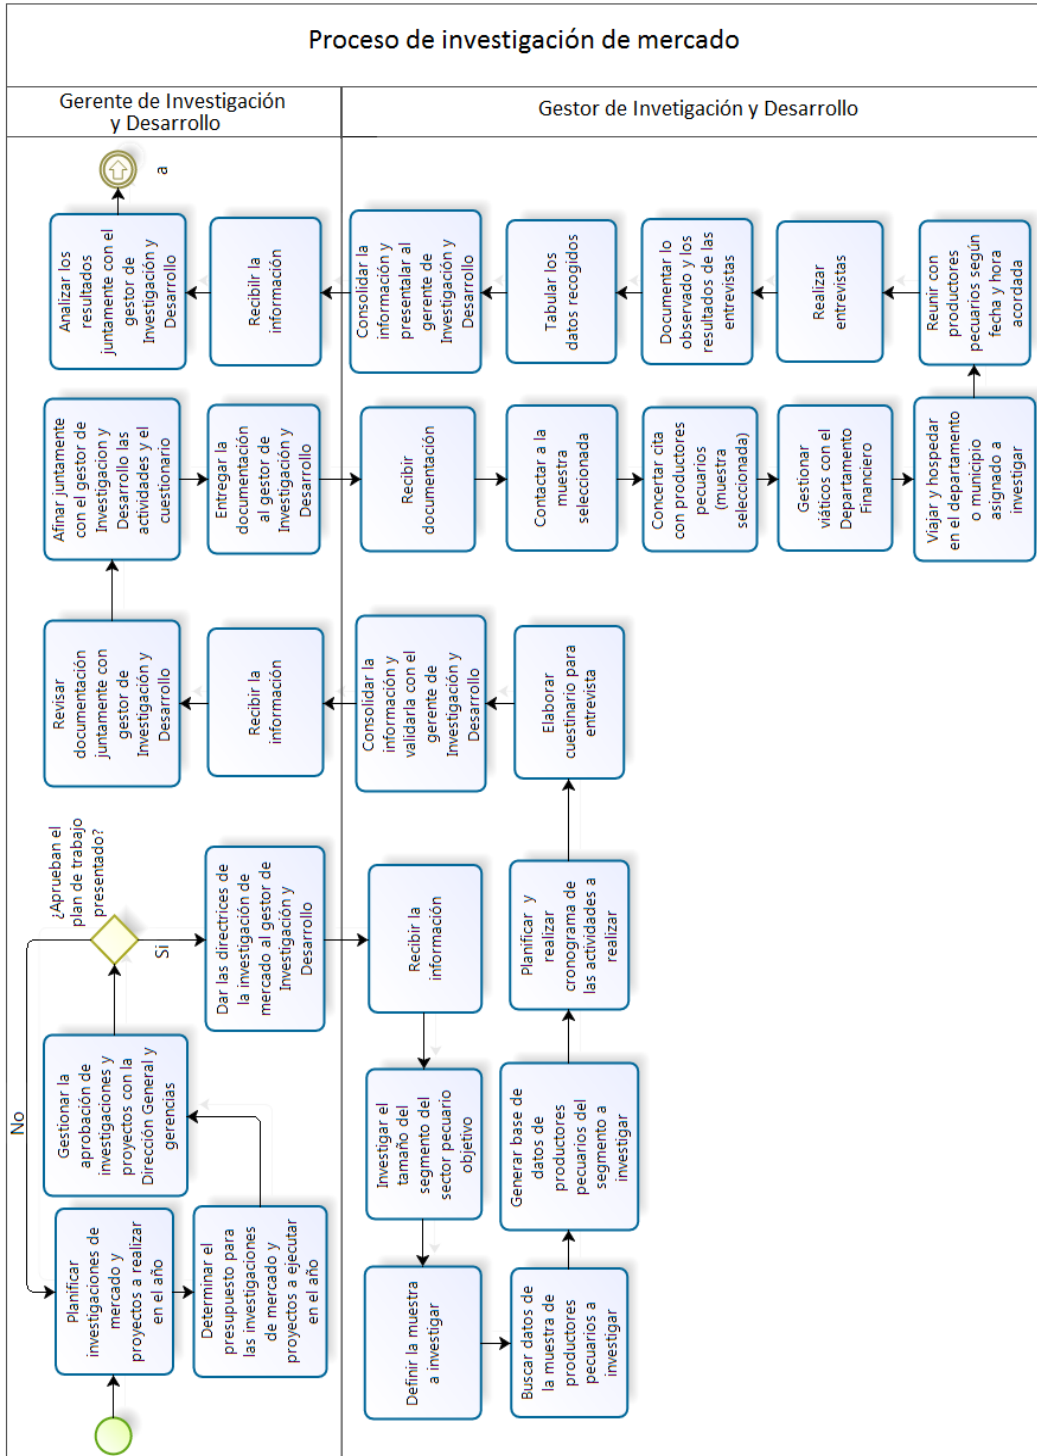 Proceso de investigación de mercado
Gerente de Investigación
y Desarrollo
Gestor de Invetigación y Desarrollo
Planificar
investigaciones de
mercado y
proyectos a realizar
en el año
Determinar el
presupuesto para
las investigaciones
de mercado y
proyectos a ejecutar
en el año
Gestionar la
aprobación de
investigaciones y
proyectos con la
Dirección General y
gerencias
¿Aprueban el
plan de trabajo
presentado?
No
Si
Dar las directrices de
la investigación de
mercado al gestor de
Investigación y
Desarrollo
Recibir la
información
Investigar el
tamaño del
segmento del
sector pecuario
objetivo
Definir la muestra
a investigar
Buscar datos de
la muestra de
productores
pecuarios a
investigar
Generar base de
datos de
productores
pecuarios del
segmento a
investigar
Planificar y
realizar
cronograma de
las actividades a
realizar
Elaborar
cuestinario para
entrevista
Consolidar la
información y
validarla con el
gerente de
Investigación y
Desarrollo
Recibir la
información
Revisar
documentación
juntamente con
gestor de
Investigación y
Desarrollo
Afinar juntamente
con el gestor de
Investigacion y
Desarrollo las
actividades y el
cuestionario
Entregar la
documentación
al gestor de
Investigación y
Desarrollo
Recibir
documentación
Contactar a la
muestra
seleccionada
Concertar cita
con productores
pecuarios
(muestra
seleccionada)
Gestionar
viáticos con el
Departamento
Financiero
Viajar y hospedar
en el departamento
o municipio
asignado a
investigar
Reunir con
productores
pecuarios según
fecha y hora
acordada
Realizar
entrevistas
Documentar lo
observado y los
resultados de las
entrevistas
Tabular los
datos recogidos
Consolidar la
información y
presentalar al
gerente de
Investigación y
Desarrollo
Recibilr la
información
Analizar los
resultados
juntamente con el
gestor de
Investigación y
Desarrollo
a